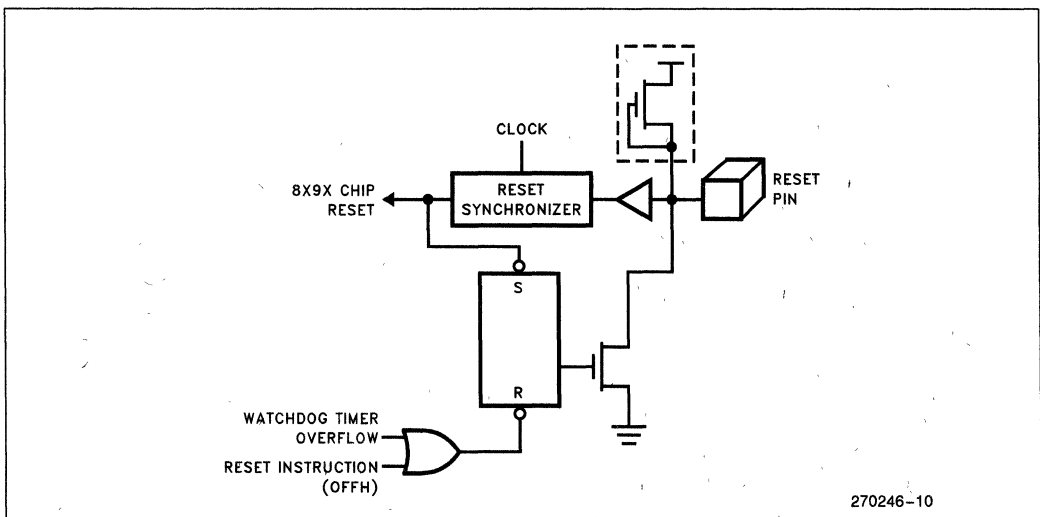 CLOCK
8X9X CHIP
RESET
RESET
SYNCHRONIZER
RESET
PIN
S
R
WATCHDOG TIMER
OVERFLOW
RESET INSTRUCTION
(OFFH)
270246-10